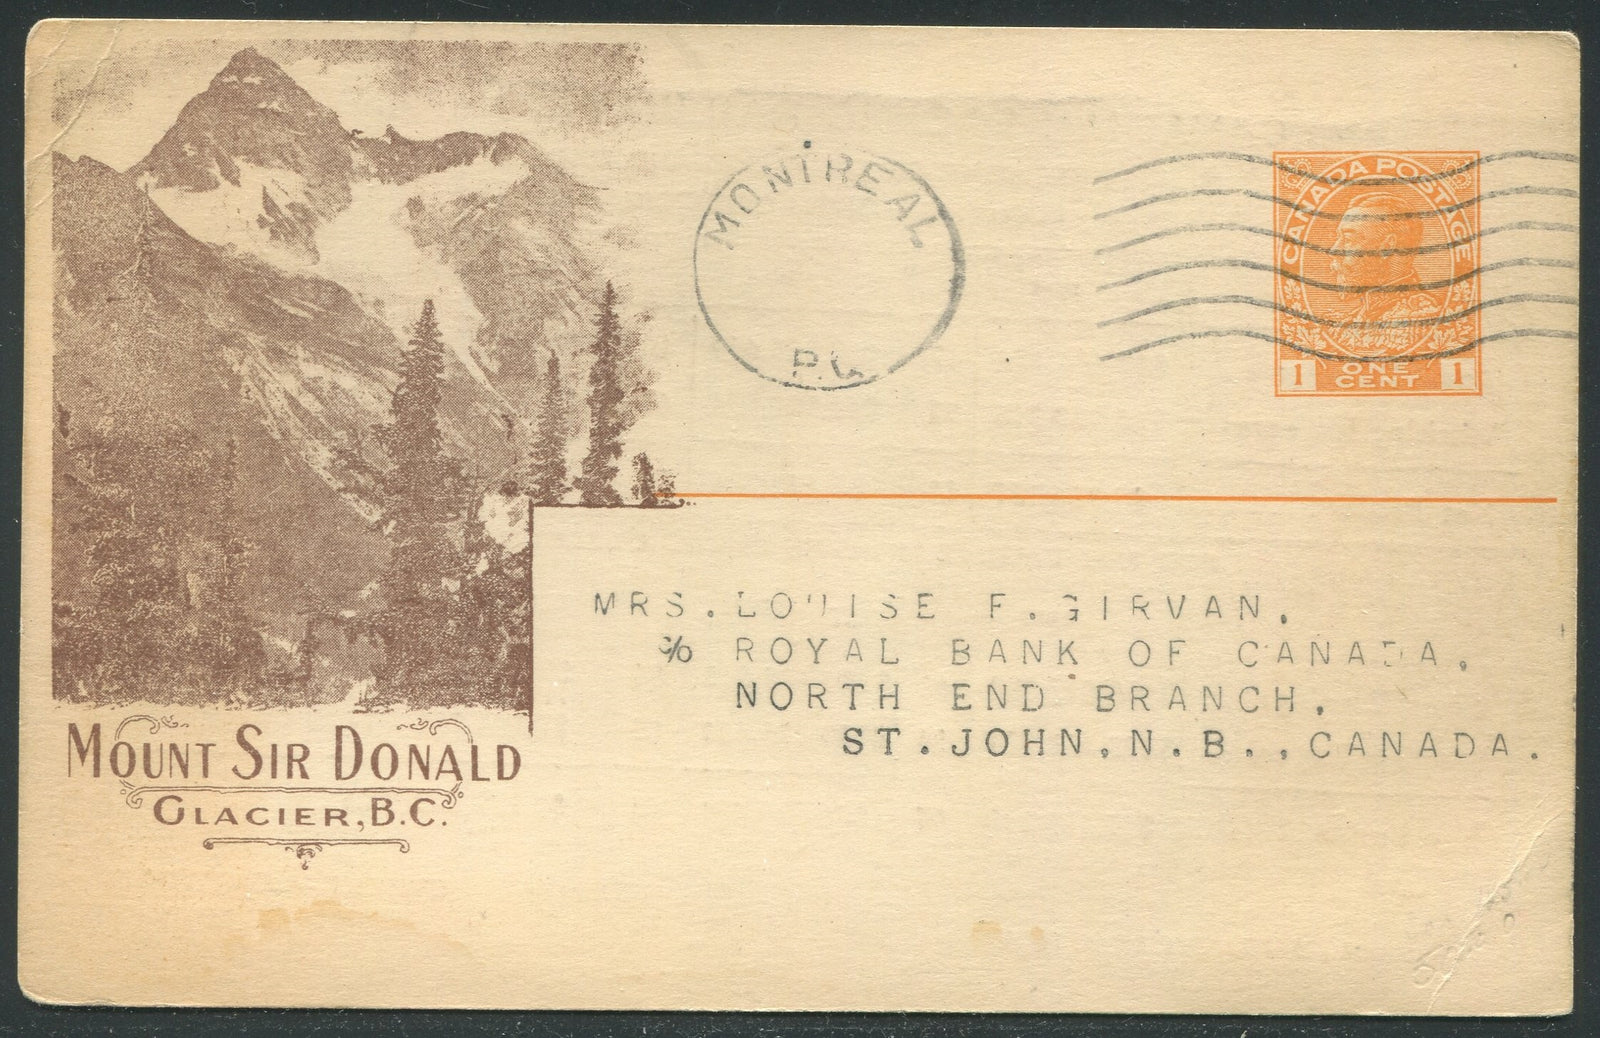 MONTREAL
P.Q.
CANADA POSTAGE
1 ONE CENT 1
MRS. LOUISE F. GIRVAN.
c/o ROYAL BANK OF CANADA.
NORTH END BRANCH.
ST. JOHN, N. B., CANADA.
MOUNT SIR DONALD
GLACIER, B.C.